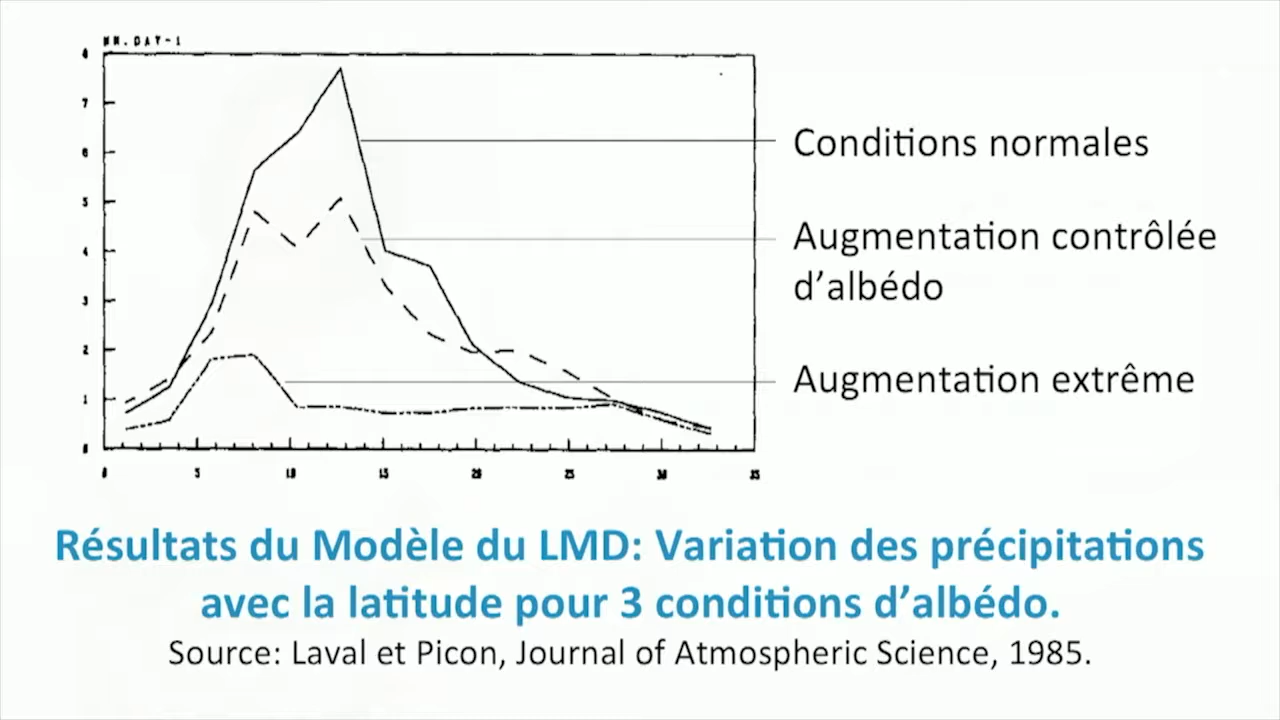 MM.DAY-1
8
7
6
5
4
3
2
1
0
0 5 10 15 20 25 30 35
Conditions normales
Augmentation contrôlée
d'albédo
Augmentation extrême
Résultats du Modèle du LMD: Variation des précipitations
avec la latitude pour 3 conditions d'albédo.
Source: Laval et Picon, Journal of Atmospheric Science, 1985.